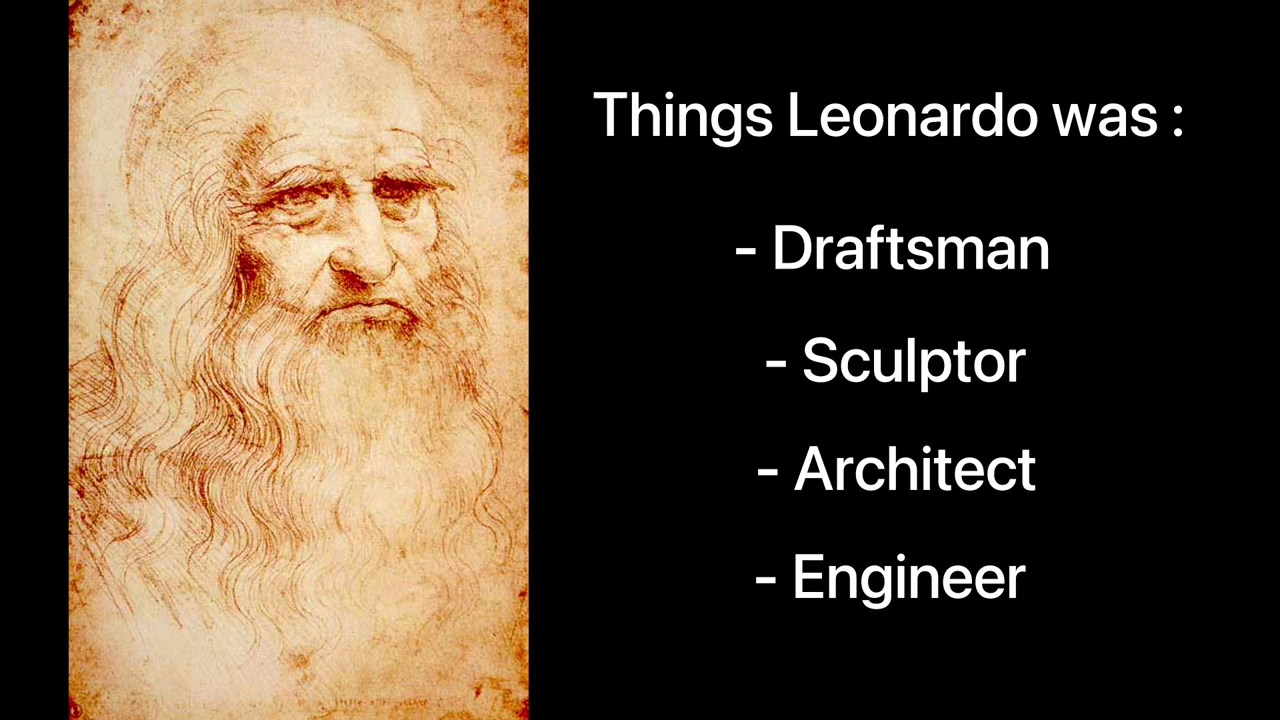 Things Leonardo was :
- Draftsman
- Sculptor
- Architect
- Engineer